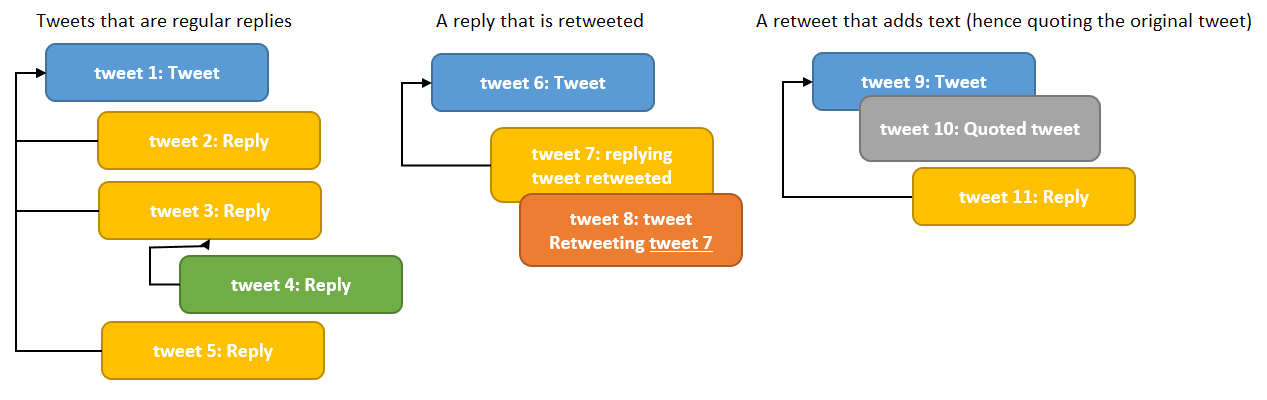 Tweets that are regular replies
tweet 1: Tweet
tweet 2: Reply
tweet 3: Reply
tweet 4: Reply
tweet 5: Reply
A reply that is retweeted
tweet 6: Tweet
tweet 7: replying
tweet retweeted
tweet 8: tweet
Retweeting tweet 7
A retweet that adds text (hence quoting the original tweet)
tweet 9: Tweet
tweet 10: Quoted tweet
tweet 11: Reply